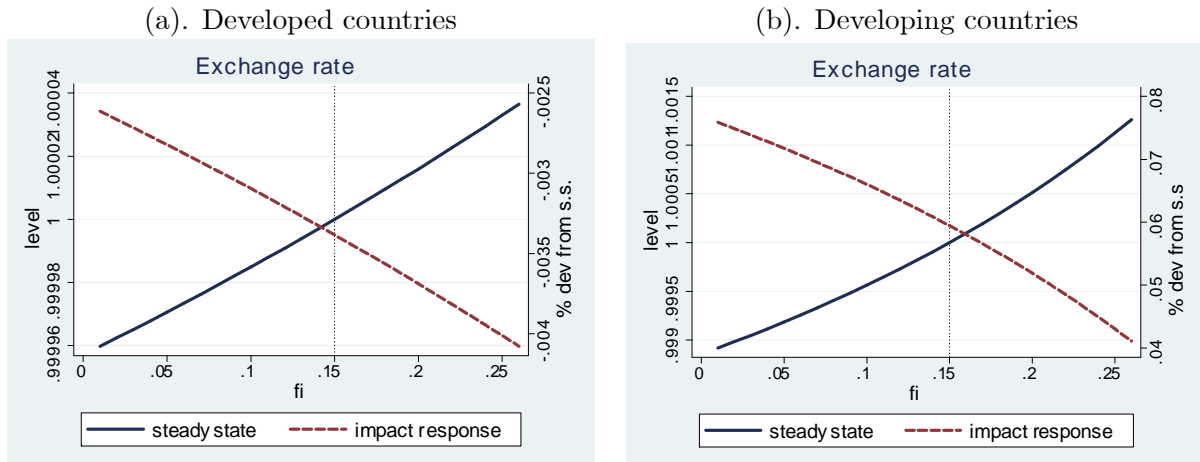 (a). Developed countries
Exchange rate
level
.99996 .99998 1 1.00002 1.00004
% dev from s.s.
-.004 -.0035 -.003 -.0025
0 .05 .1 .15 .2 .25
fi
steady state impact response
(b). Developing countries
Exchange rate
level
.999 .9995 1 1.0005 1.001 1.0015
% dev from s.s
.04 .05 .06 .07 .08
0 .05 .1 .15 .2 .25
fi
steady state impact response